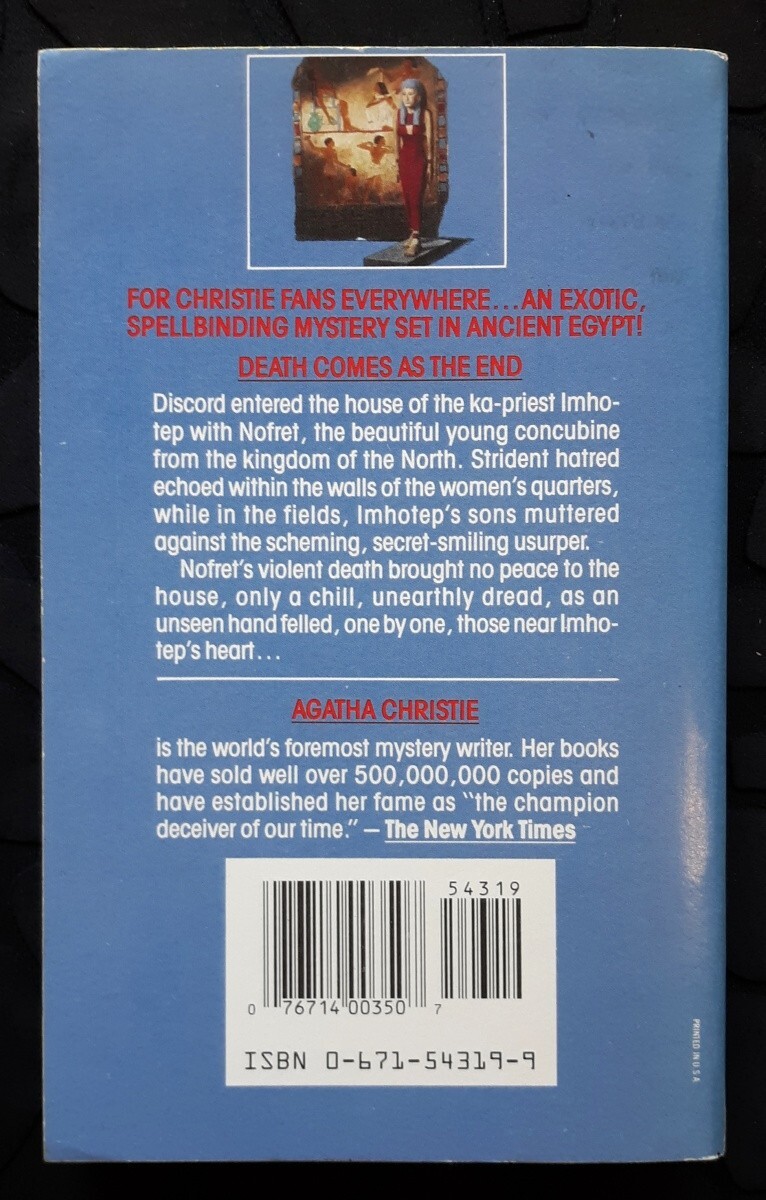 FOR CHRISTIE FANS EVERYWHERE...AN EXOTIC,
SPELLBINDING MYSTERY SET IN ANCIENT EGYPT!
DEATH COMES AS THE END
Discord entered the house of the ka-priest Imho-
tep with Nofret, the beautiful young concubine
from the kingdom of the North. Strident hatred
echoed within the walls of the women's quarters,
while in the fields, Imhotep's sons muttered
against the scheming, secret-smiling usurper.
Nofret's violent death brought no peace to the
house, only a chill, unearthly dread, as an
unseen hand felled, one by one, those near Imho-
tep's heart...
AGATHA CHRISTIE
is the world's foremost mystery writer. Her books
have sold well over 500,000,000 copies and
have established her fame as "the champion
deceiver of our time." — The New York Times
54319
0 76714 00350 7
ISBN 0-671-54319-9
PRINTED IN U.S.A